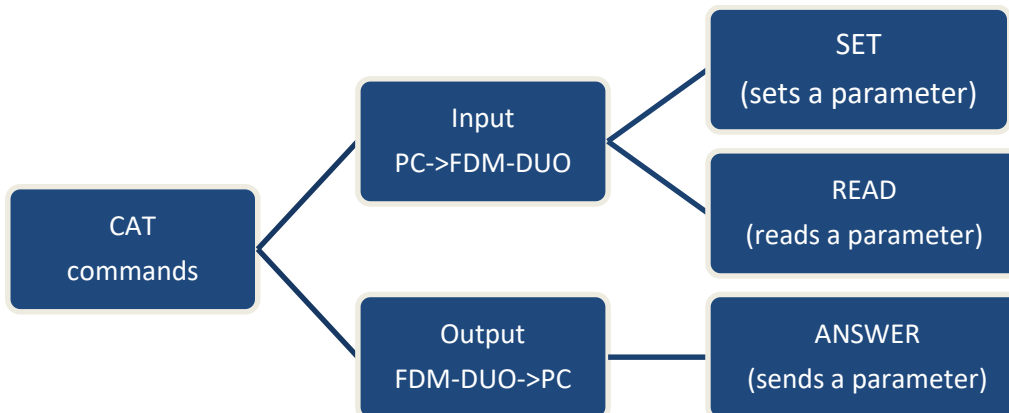 CAT
commands
Input
PC->FDM-DUO
SET
(sets a parameter)
READ
(reads a parameter)
Output
FDM-DUO->PC
ANSWER
(sends a parameter)